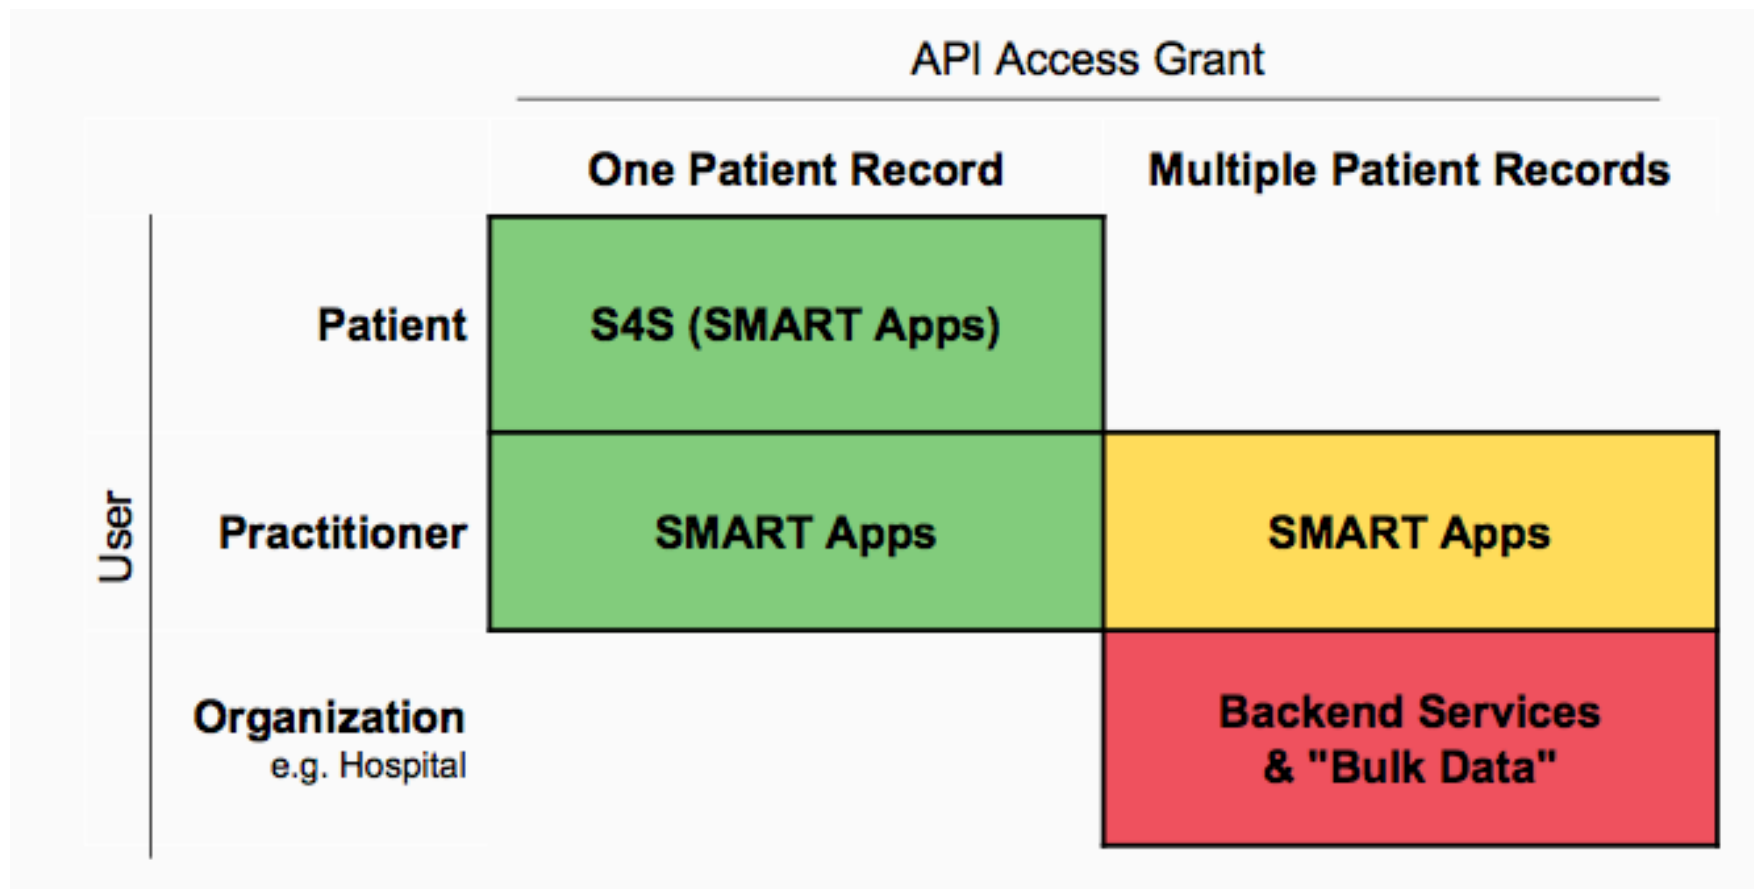 API Access Grant
One Patient Record
Multiple Patient Records
User
Patient
S4S (SMART Apps)
Practitioner
SMART Apps
SMART Apps
Organization
e.g. Hospital
Backend Services
& "Bulk Data"